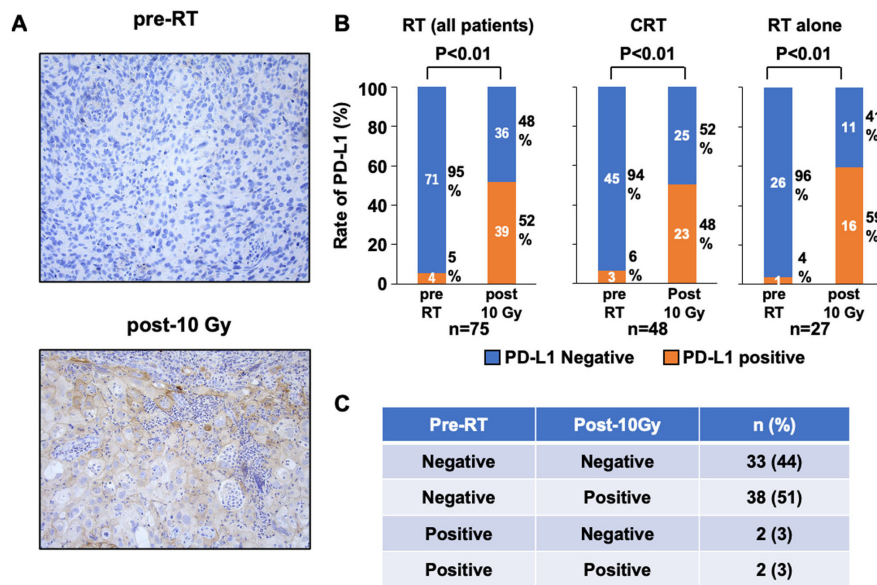 A
pre-RT
post-10 Gy
B
RT (all patients)
P<0.01
CRT
P<0.01
RT alone
P<0.01
Rate of PD-L1 (%)
100
80
60
40
20
0
71
95
%
4
5
%
36
48
%
39
52
%
pre
RT
post
10 Gy
n=75
45
94
%
3
6
%
25
52
%
23
48
%
pre
RT
Post
10 Gy
n=48
26
96
%
1
4
%
11
41
%
16
59
%
pre
RT
post
10 Gy
n=27
PD-L1 Negative PD-L1 positive
C
Pre-RT Post-10Gy n (%)
Negative Negative 33 (44)
Negative Positive 38 (51)
Positive Negative 2 (3)
Positive Positive 2 (3)